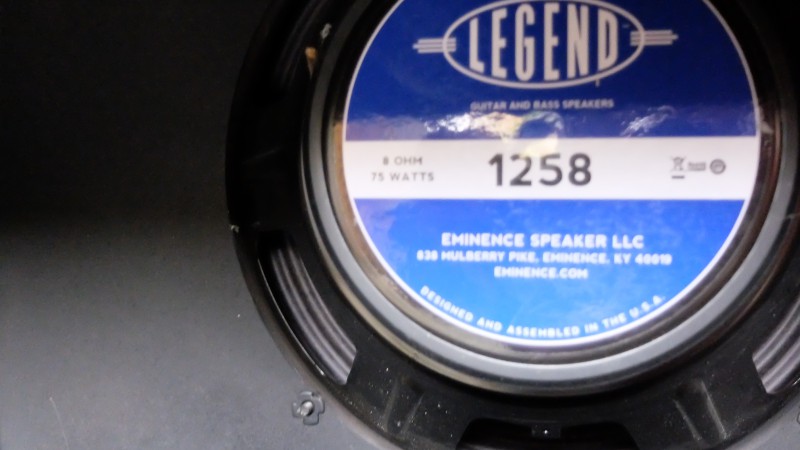 LEGEND
GUITAR AND BASS SPEAKERS
8 OHM
75 WATTS
1258
EMINENCE SPEAKER LLC
838 MULBERRY PIKE, EMINENCE, KY 40019
EMINENCE.COM
DESIGNED AND ASSEMBLED IN THE U.S.A.